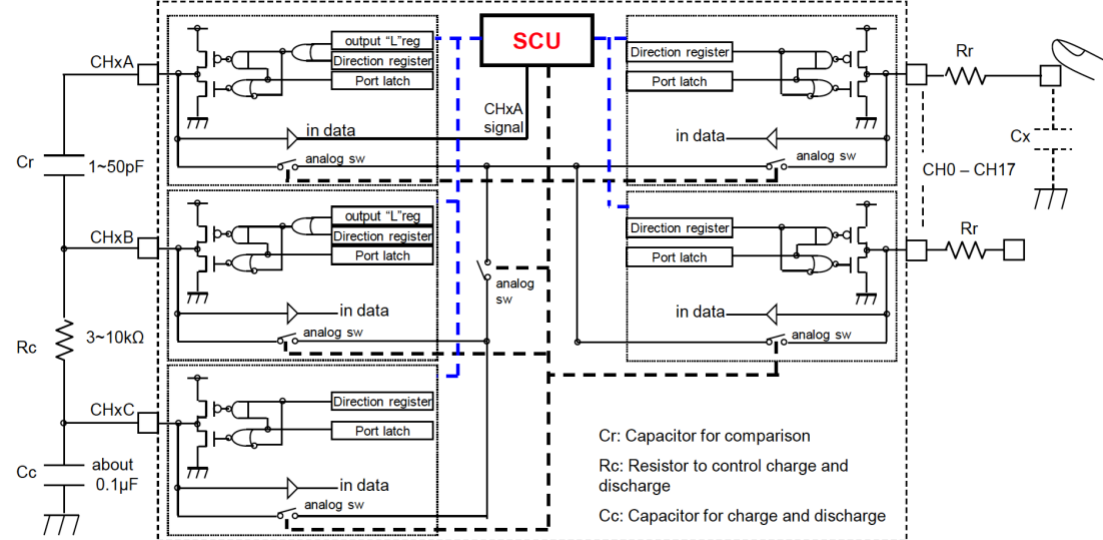 output “L”reg
Direction register
Port latch
in data
analog sw
CHxA
SCU
CHxA
signal
Direction register
Port latch
in data
analog sw
Rr
Cx
CH0 – CH17
Cr
1~50pF
output “L”reg
Direction register
Port latch
in data
analog sw
CHxB
analog
sw
Direction register
Port latch
in data
analog sw
Rr
Rc
3~10kΩ
CHxC
Direction register
Port latch
in data
analog sw
Cc
about
0.1µF
Cr: Capacitor for comparison
Rc: Resistor to control charge and
discharge
Cc: Capacitor for charge and discharge